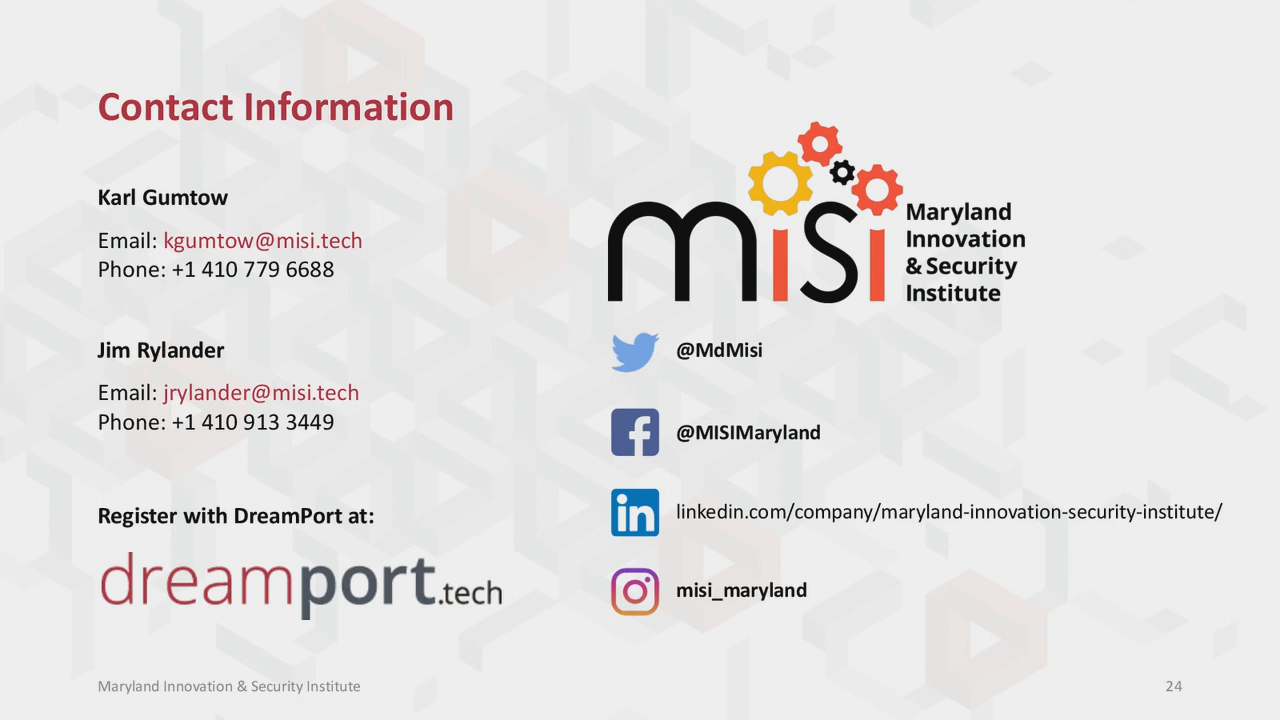 Contact Information
Karl Gumtow
Email: kgumtow@misi.tech
Phone: +1 410 779 6688
Jim Rylander
Email: jrylander@misi.tech
Phone: +1 410 913 3449
Register with DreamPort at:
dreamport.tech
misi
Maryland
Innovation
& Security
Institute
@MdMisi
@MISIMaryland
linkedin.com/company/maryland-innovation-security-institute/
misi_maryland
Maryland Innovation & Security Institute
24